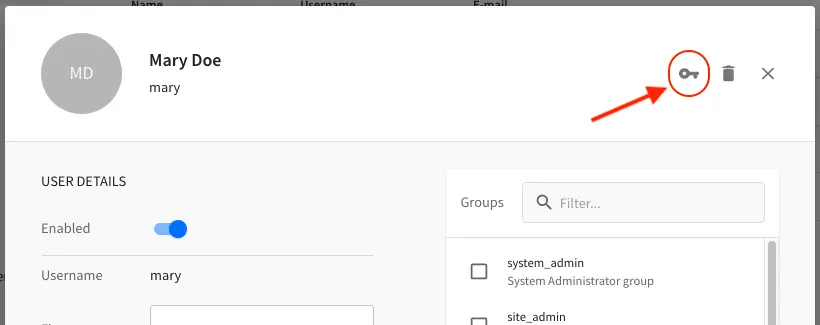 Name Username E-mail
MD
Mary Doe
mary
USER DETAILS
Groups
Filter...
Enabled
Username mary
system_admin
System Administrator group
site_admin